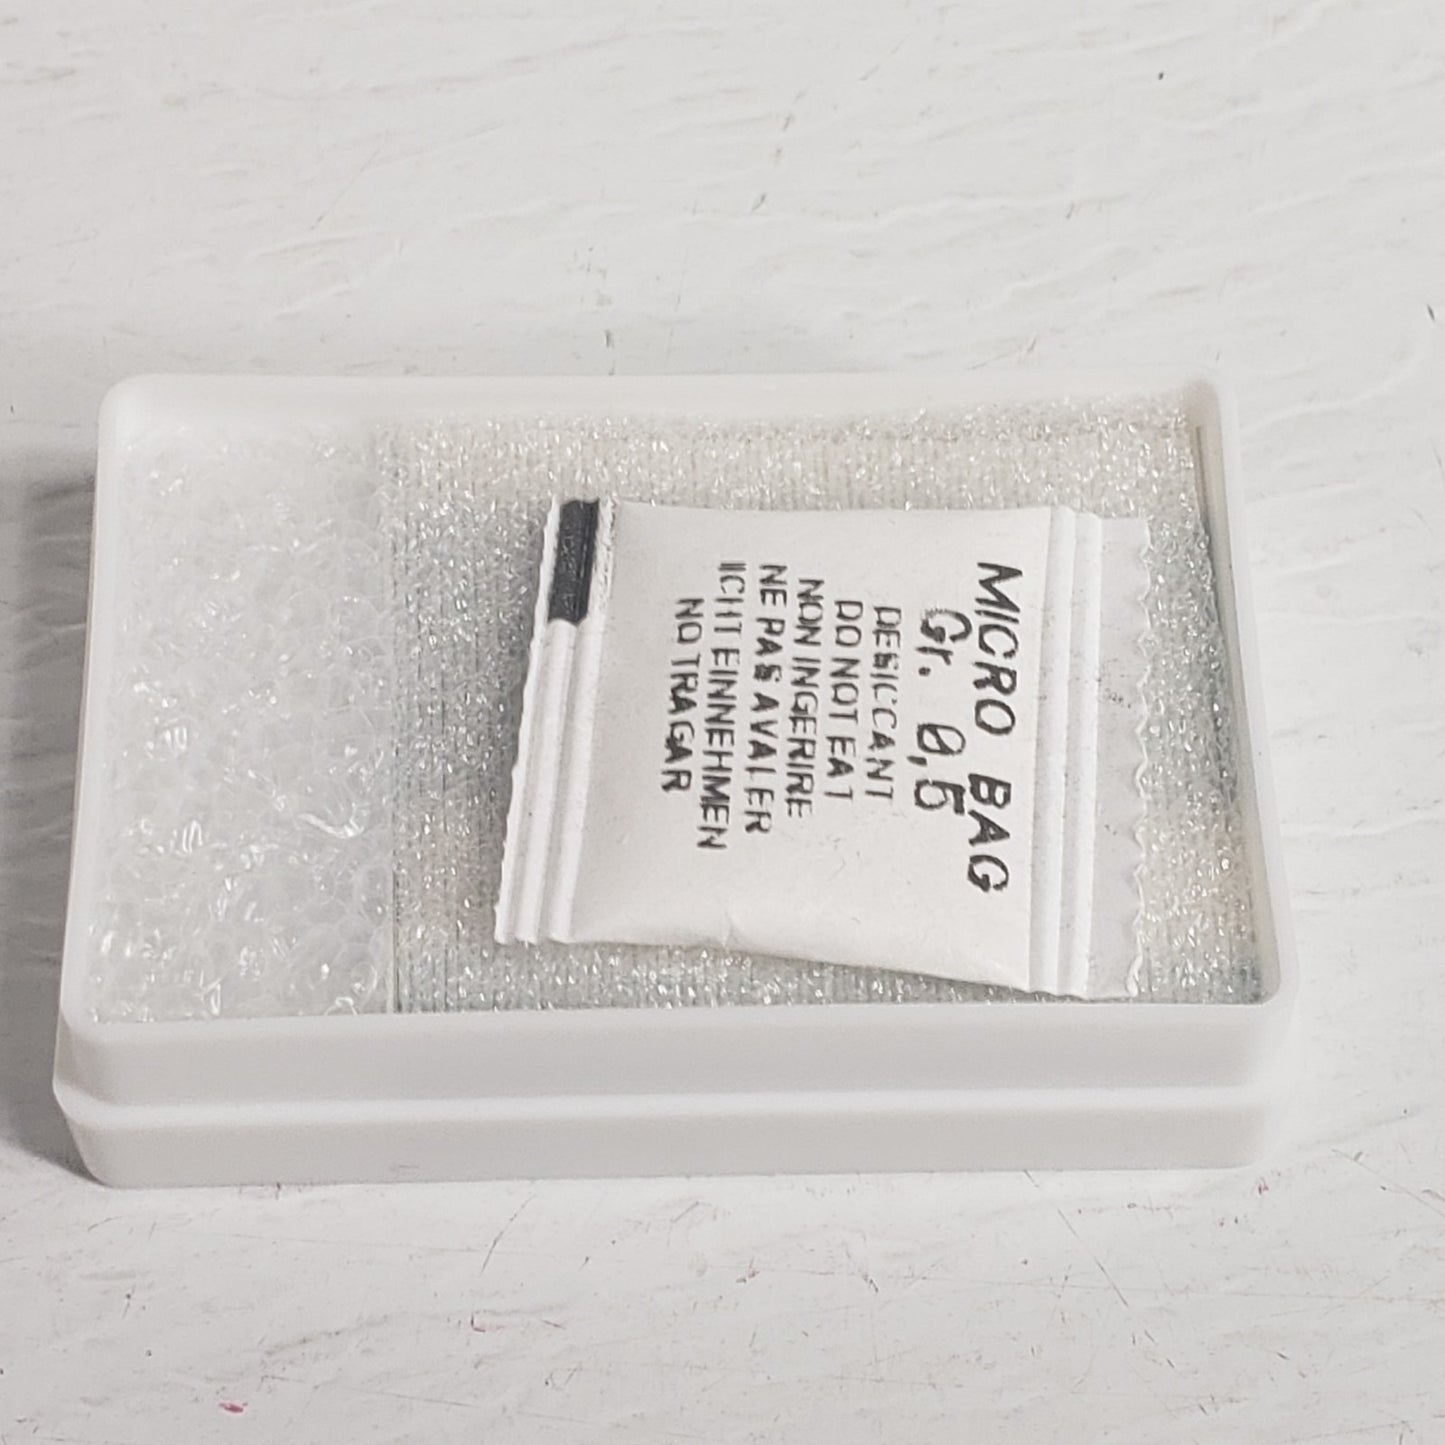 MICRO BAG
Gr. 0,5
DESICCANT
DO NOT EAT
NON INGERIRE
NE PAS AVALER
ICHT EINNEHMEN
NO TRAGAR